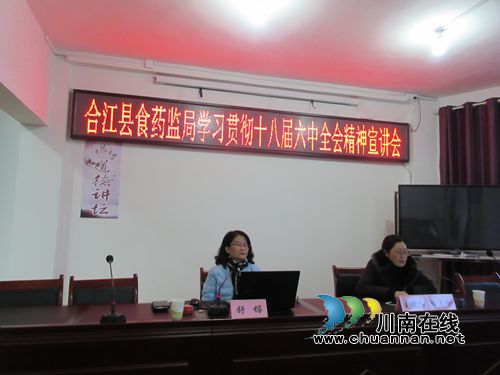 合江县食药监局学习贯彻十八届六中全会精神宣讲会
道德讲坛
舒榕
川南在线
www.chuannan.net